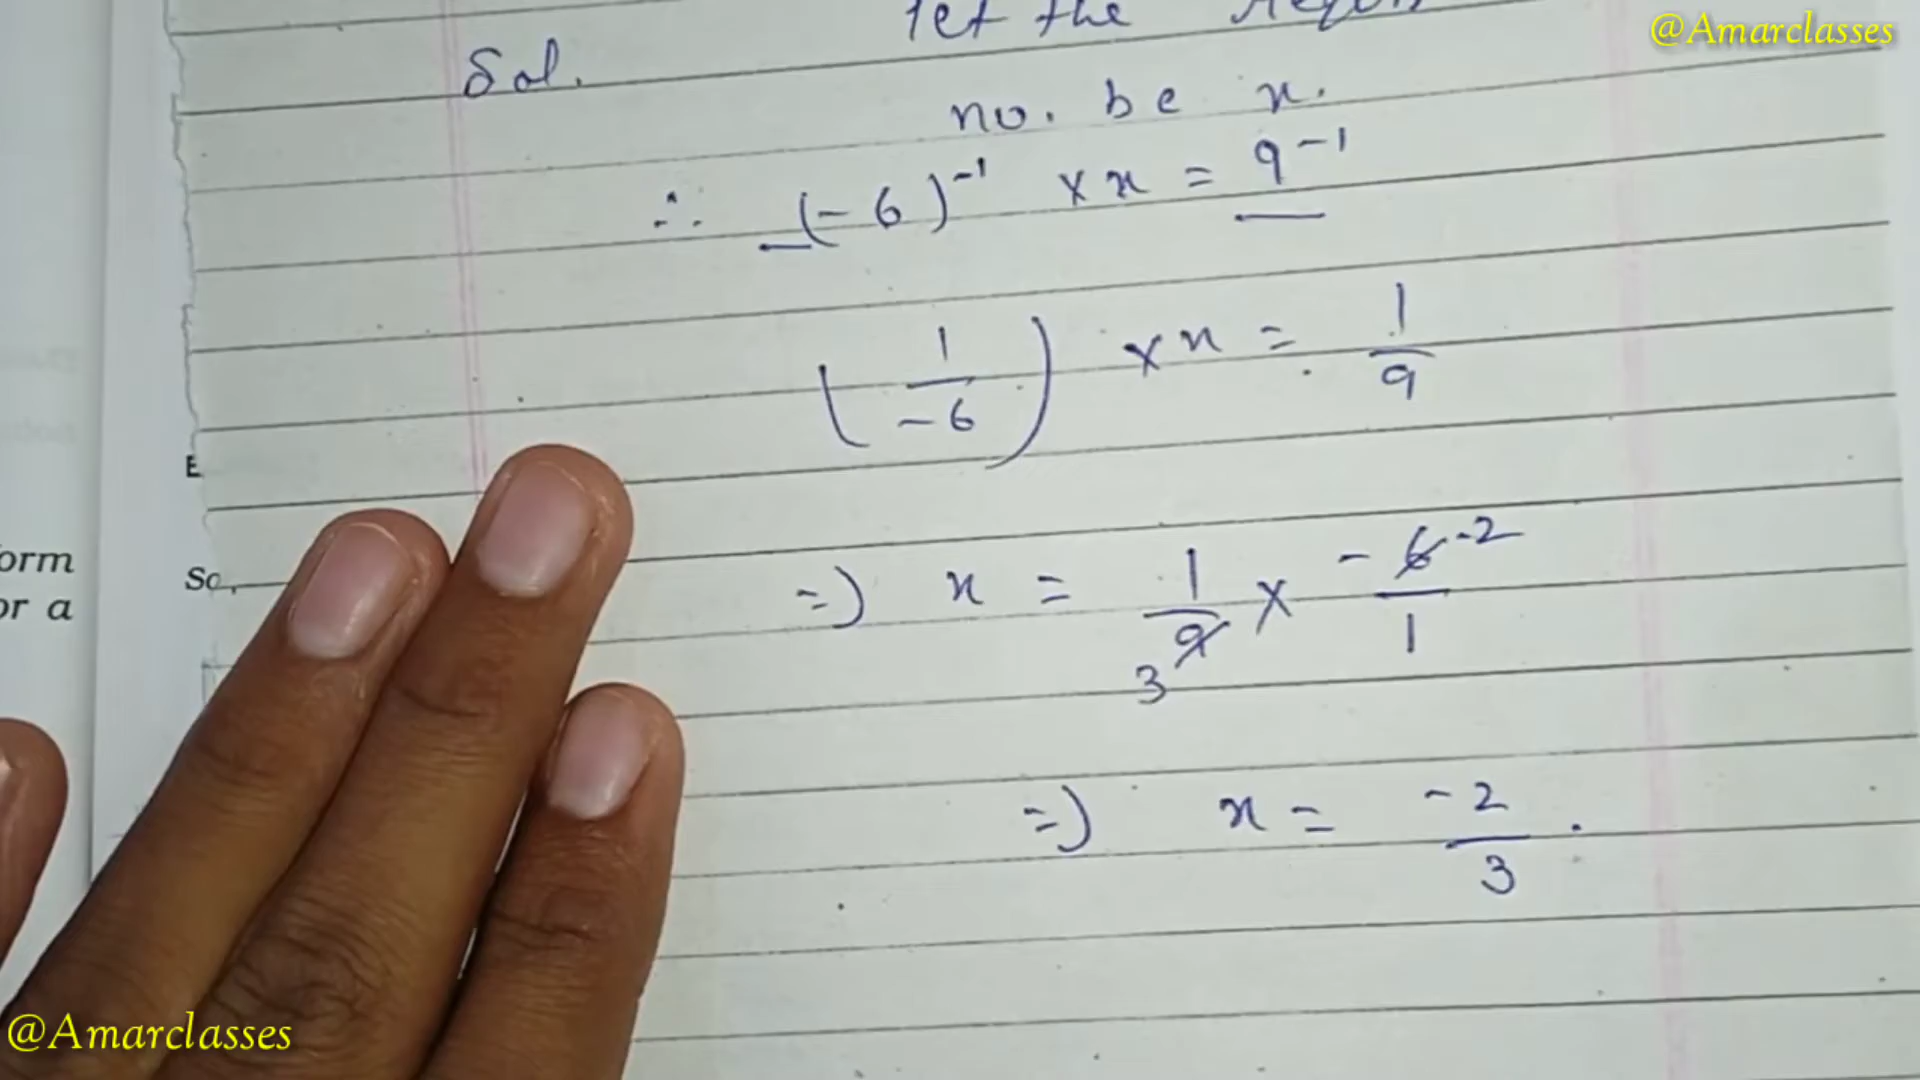 @Amarclasses
let the
Sol.
no. be x.
∴ (-6)⁻¹ × x = 9⁻¹
(1/-6) × x = 1/9
E
orm
or a
So,
=) x = 1/9 3 × -6 -2/1
=) x = -2/3 .
@Amarclasses